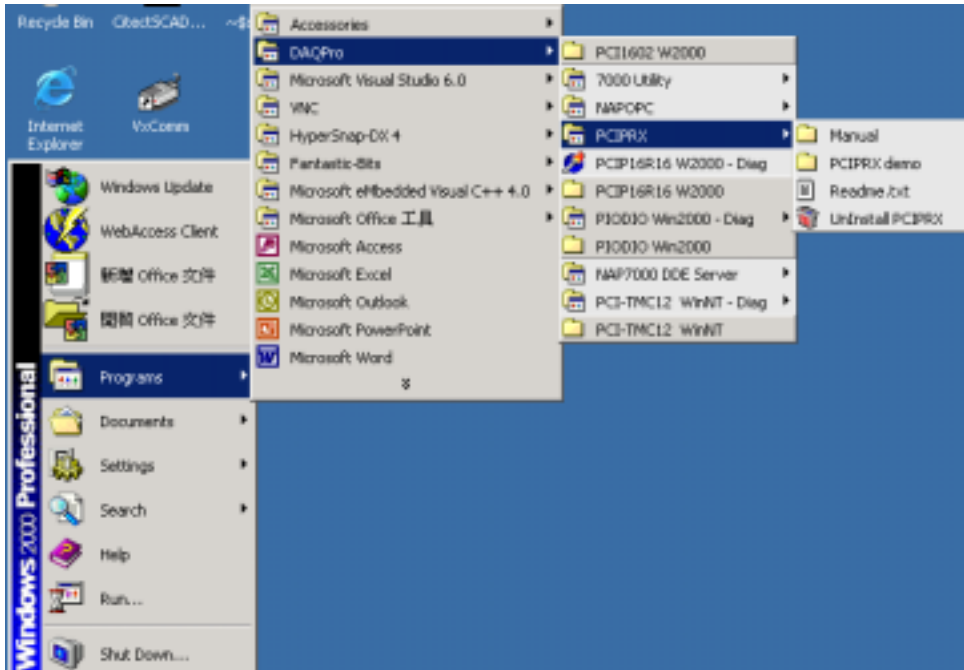 Recycle Bin
CitectSCAD...
Internet
Explorer
VxComm
Windows 2000 Professional
Windows Update
WebAccess Client
新增 Office 文件
開啟 Office 文件
Programs
Documents
Settings
Search
Help
Run...
Shut Down...
Accessories
DAQPro
Microsoft Visual Studio 6.0
VNC
HyperSnap-DX 4
Fantastic-Bits
Microsoft eMbedded Visual C++ 4.0
Microsoft Office 工具
Microsoft Access
Microsoft Excel
Microsoft Outlook
Microsoft PowerPoint
Microsoft Word
PCI1602 W2000
7000 Utility
NAPOPC
PCIPRX
PCIP16R16 W2000 - Diag
PCIP16R16 W2000
PIODIO Win2000 - Diag
PIODIO Win2000
NAP7000 DDE Server
PCI-TMC12 WinNT - Diag
PCI-TMC12 WinNT
Manual
PCIPRX demo
Readme.txt
UnInstall PCIPRX